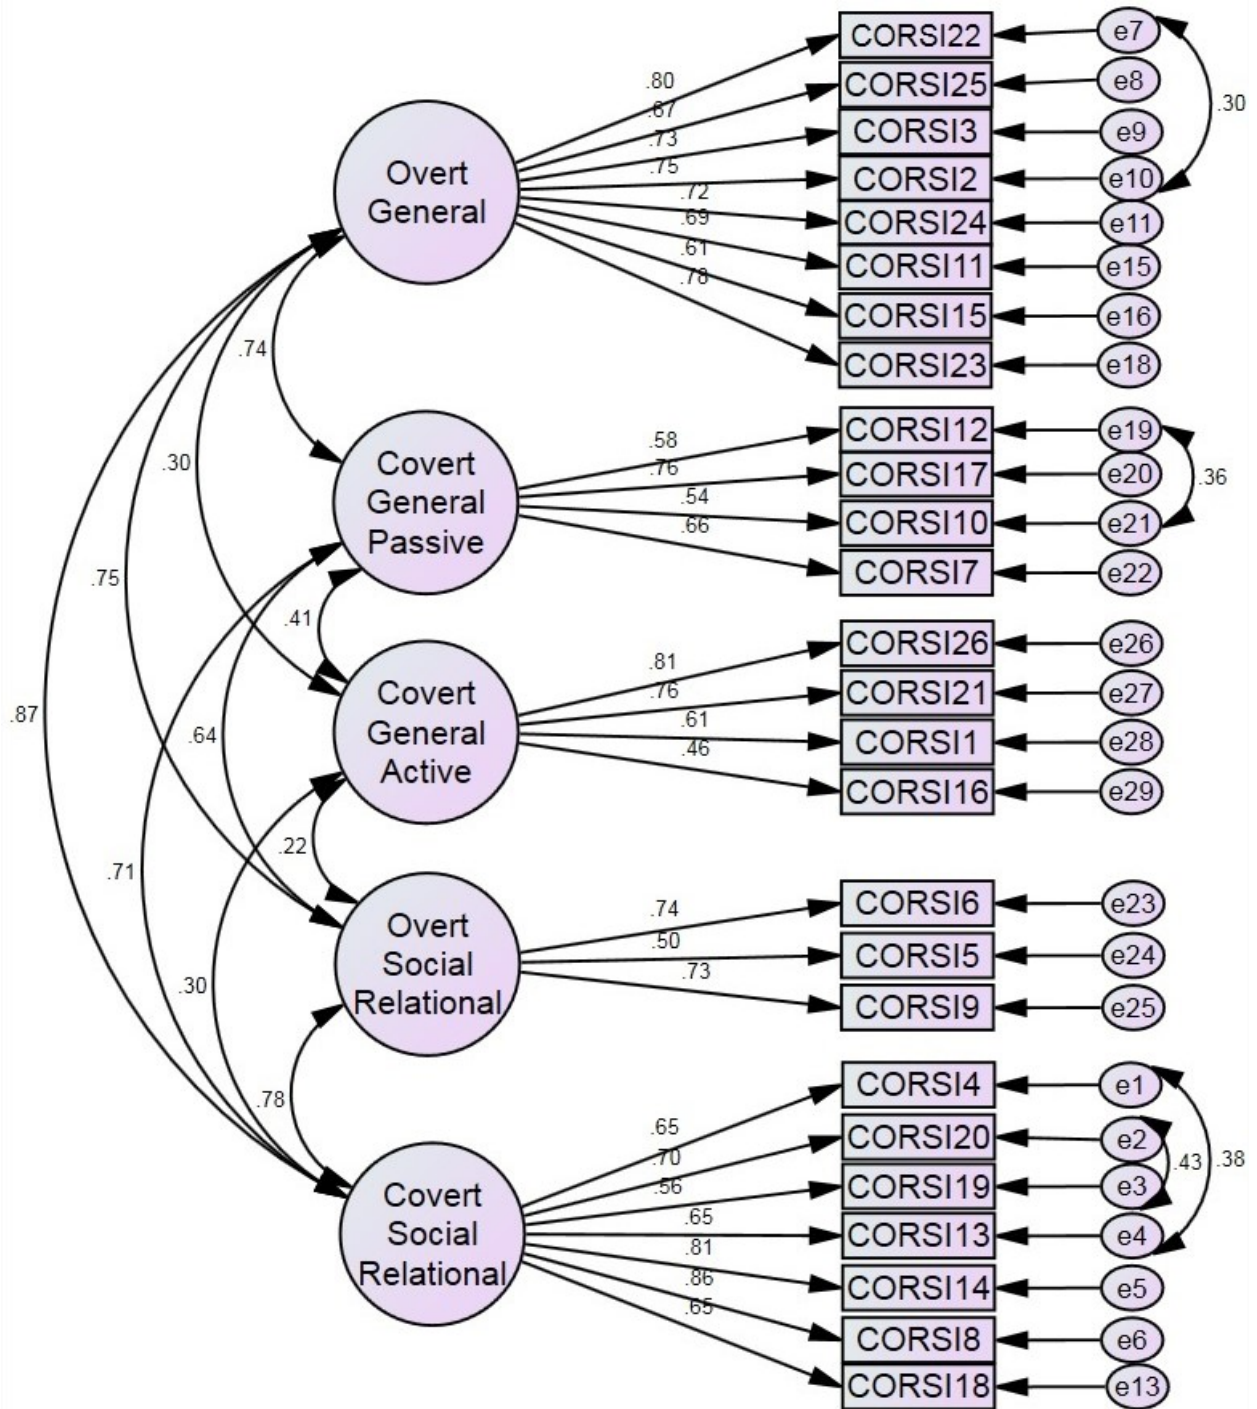 CORSI22
e7
.80
CORSI25
e8
.30
.67
CORSI3
e9
.73
CORSI2
e10
.75
CORSI24
e11
.72
CORSI11
e15
.69
CORSI15
e16
.61
CORSI23
e18
.78
Overt
General
.74
.30
.75
.87
CORSI12
e19
.58
CORSI17
e20
.36
.76
CORSI10
e21
.54
CORSI7
e22
.66
Covert
General
Passive
.41
.64
.71
CORSI26
e26
.81
CORSI21
e27
.76
CORSI1
e28
.61
CORSI16
e29
.46
Covert
General
Active
.22
.30
CORSI6
e23
.74
CORSI5
e24
.50
CORSI9
e25
.73
Overt
Social
Relational
.78
CORSI4
e1
.65
CORSI20
e2
.43
.38
.70
CORSI19
e3
.56
CORSI13
e4
.65
CORSI14
e5
.81
CORSI8
e6
.86
CORSI18
e13
.65
Covert
Social
Relational